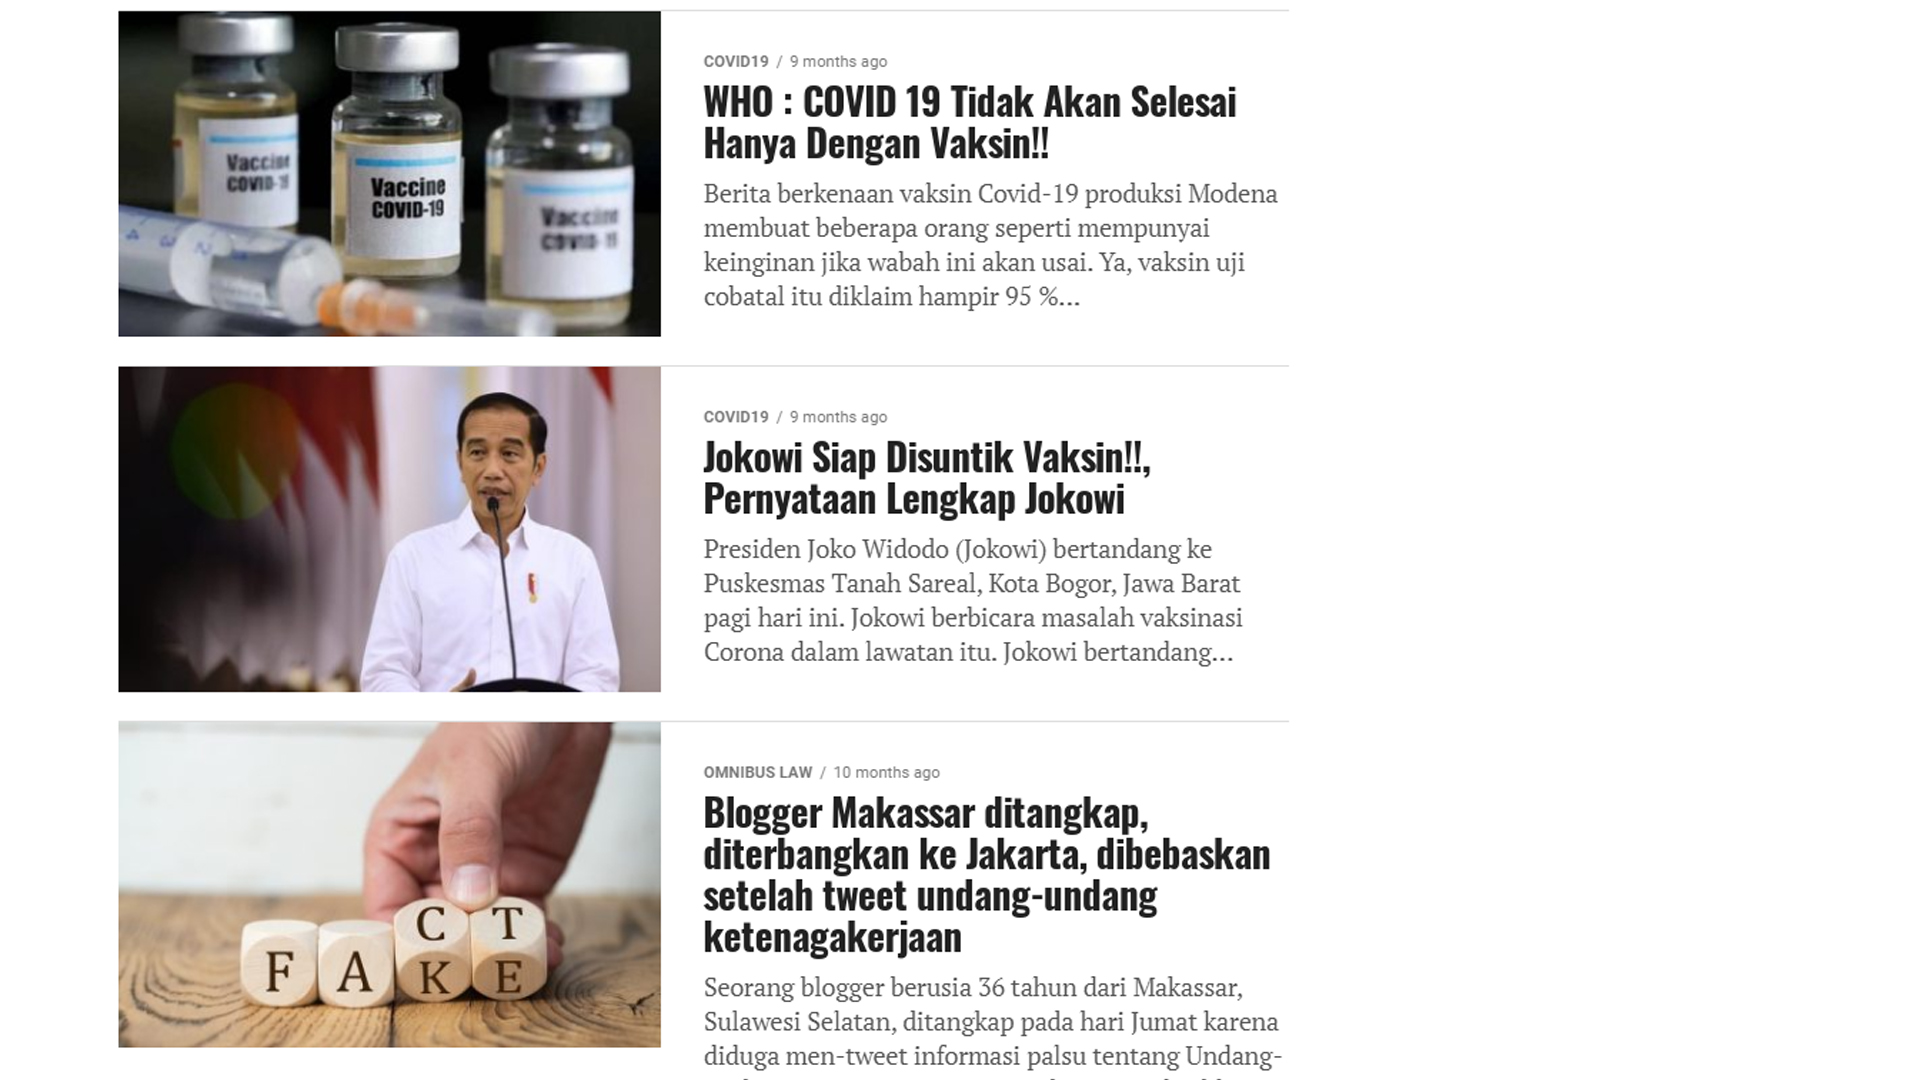 Vaccine
COVID-19
Vaccine
COVID-19
Vaccine
COVID-19
COVID19 / 9 months ago
WHO : COVID 19 Tidak Akan Selesai
Hanya Dengan Vaksin!!
Berita berkenaan vaksin Covid-19 produksi Modena
membuat beberapa orang seperti mempunyai
keinginan jika wabah ini akan usai. Ya, vaksin uji
cobatal itu diklaim hampir 95 %...
COVID19 / 9 months ago
Jokowi Siap Disuntik Vaksin!!,
Pernyataan Lengkap Jokowi
Presiden Joko Widodo (Jokowi) bertandang ke
Puskesmas Tanah Sareal, Kota Bogor, Jawa Barat
pagi hari ini. Jokowi berbicara masalah vaksinasi
Corona dalam lawatan itu. Jokowi bertandang...
C T
F A K E
OMNIBUS LAW / 10 months ago
Blogger Makassar ditangkap,
diterbangkan ke Jakarta, dibebaskan
setelah tweet undang-undang
ketenagakerjaan
Seorang blogger berusia 36 tahun dari Makassar,
Sulawesi Selatan, ditangkap pada hari Jumat karena
diduga men-tweet informasi palsu tentang Undang-